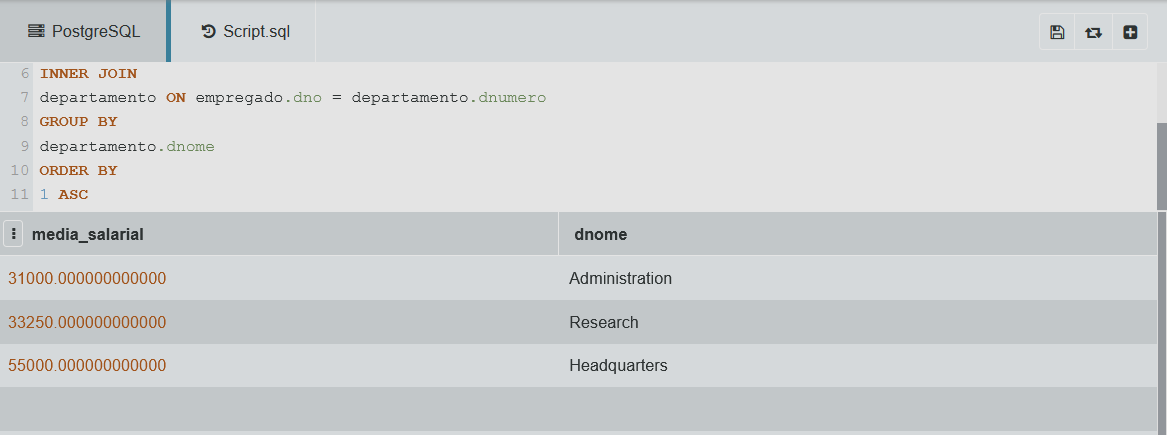 PostgreSQL Script.sql
6 INNER JOIN
7 departamento ON empregado.dno = departamento.dnumero
8 GROUP BY
9 departamento.dnome
10 ORDER BY
11 1 ASC
media_salarial dnome
31000.000000000000 Administration
33250.000000000000 Research
55000.000000000000 Headquarters